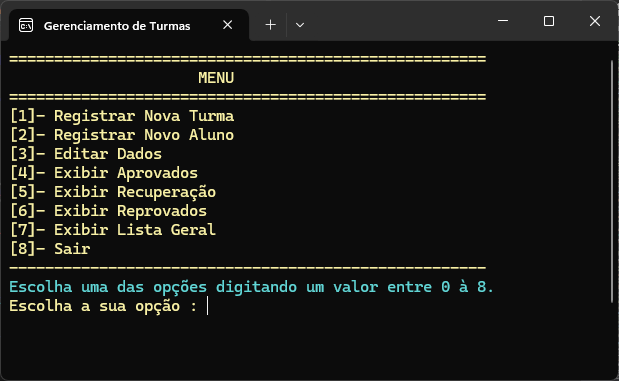 Gerenciamento de Turmas
=====================================================
MENU
=====================================================
[1]- Registrar Nova Turma
[2]- Registrar Novo Aluno
[3]- Editar Dados
[4]- Exibir Aprovados
[5]- Exibir Recuperação
[6]- Exibir Reprovados
[7]- Exibir Lista Geral
[8]- Sair
=====================================================
Escolha uma das opções digitando um valor entre 0 à 8.
Escolha a sua opção :